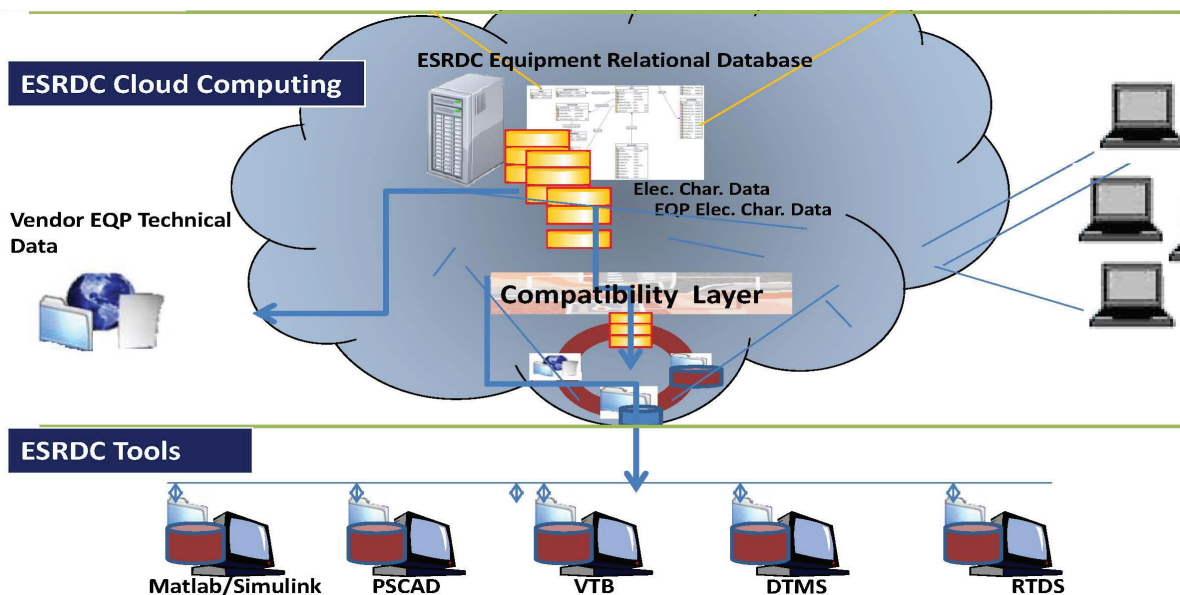 ESRDC Equipment Relational Database
ESRDC Cloud Computing
Elec. Char. Data
EQP Elec. Char. Data
Vendor EQP Technical
Data
Compatibility Layer
ESRDC Tools
Matlab/Simulink
PSCAD
VTB
DTMS
RTDS